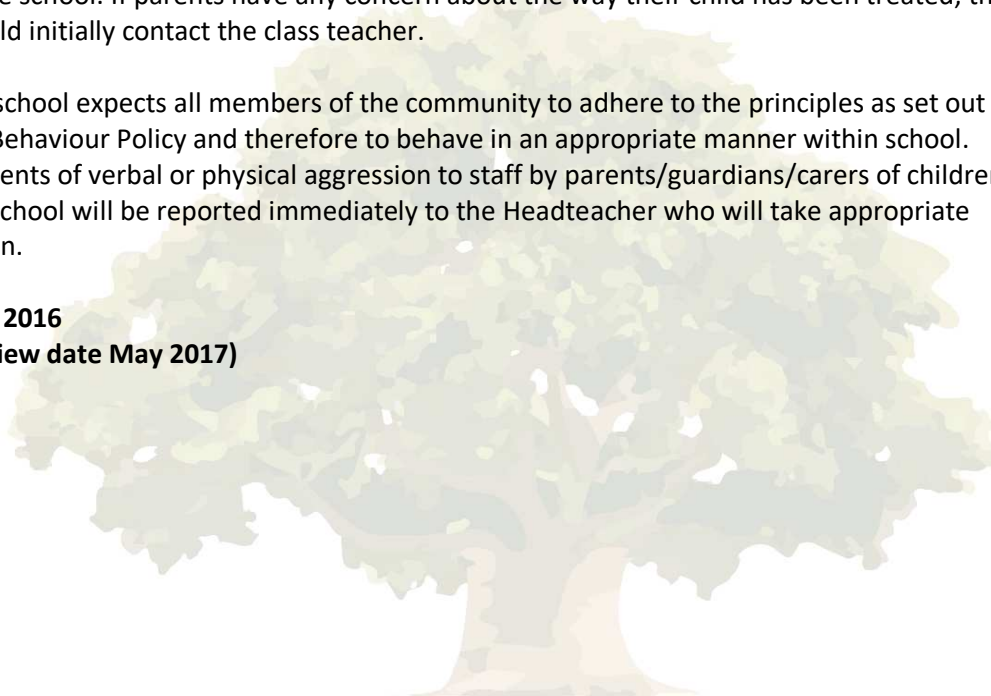 e school. If parents have any concern about the way their child has been treated, th
ld initially contact the class teacher.
school expects all members of the community to adhere to the principles as set out
Behaviour Policy and therefore to behave in an appropriate manner within school.
ents of verbal or physical aggression to staff by parents/guardians/carers of children
chool will be reported immediately to the Headteacher who will take appropriate
n.
2016
iew date May 2017)